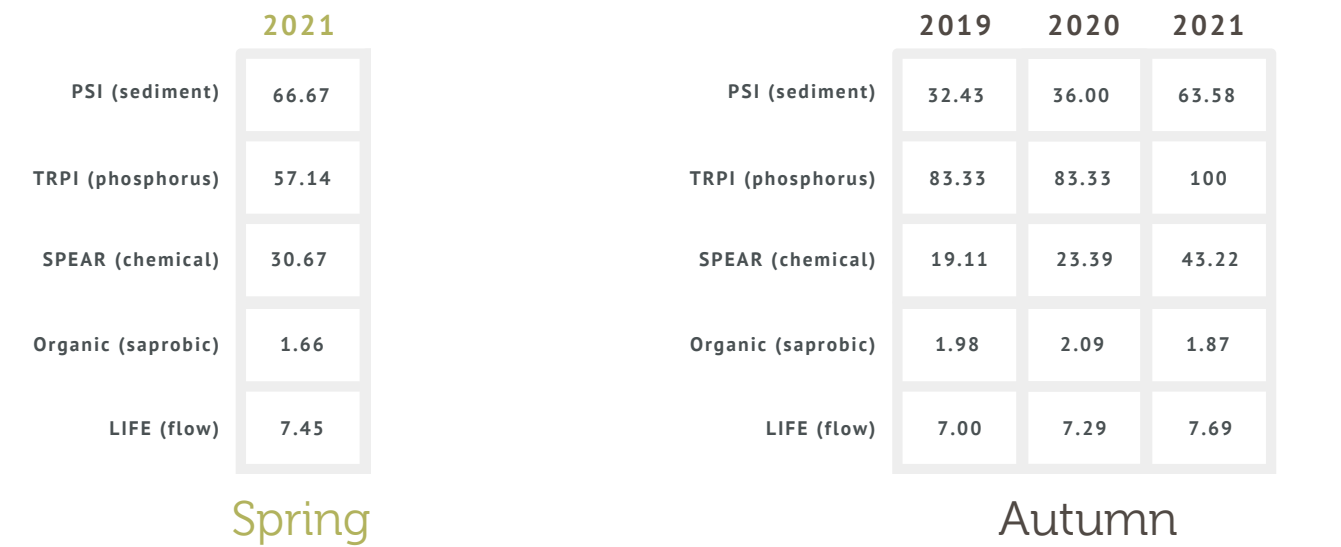 2021
PSI (sediment) 66.67
TRPI (phosphorus) 57.14
SPEAR (chemical) 30.67
Organic (saprobic) 1.66
LIFE (flow) 7.45
Spring
2019 2020 2021
PSI (sediment) 32.43 36.00 63.58
TRPI (phosphorus) 83.33 83.33 100
SPEAR (chemical) 19.11 23.39 43.22
Organic (saprobic) 1.98 2.09 1.87
LIFE (flow) 7.00 7.29 7.69
Autumn